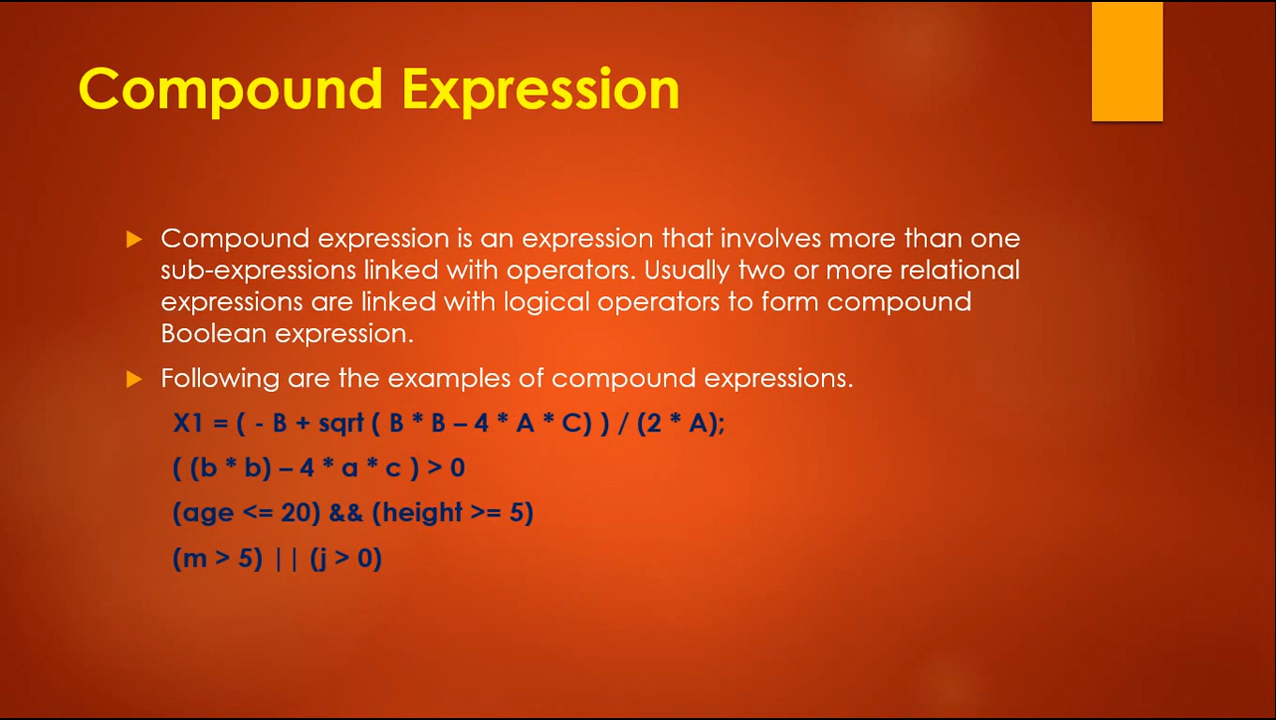 Compound Expression
Compound expression is an expression that involves more than one
sub-expressions linked with operators. Usually two or more relational
expressions are linked with logical operators to form compound
Boolean expression.
Following are the examples of compound expressions.
X1 = ( - B + sqrt ( B * B – 4 * A * C) ) / (2 * A);
( (b * b) – 4 * a * c ) > 0
(age <= 20) && (height >= 5)
(m > 5) || (j > 0)